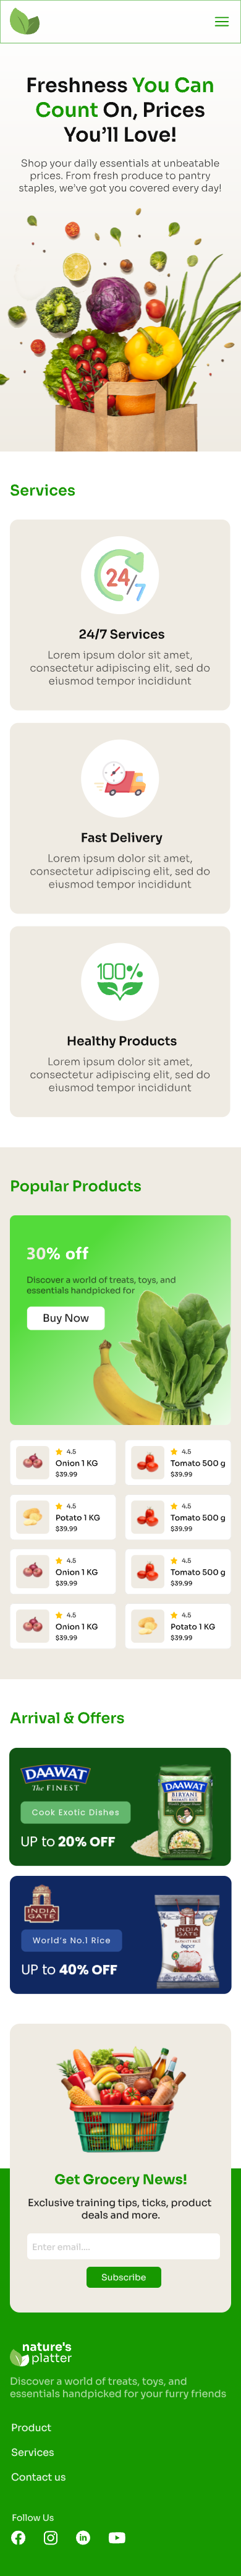 Freshness You Can
Count On, Prices
You'll Love!
Shop your daily essentials at unbeatable
prices. From fresh produce to pantry
staples, we've got you covered every day!
Services
24/7
24/7 Services
Lorem ipsum dolor sit amet,
consectetur adipiscing elit, sed do
eiusmod tempor incididunt
Fast Delivery
Lorem ipsum dolor sit amet,
consectetur adipiscing elit, sed do
eiusmod tempor incididunt
100%
Healthy Products
Lorem ipsum dolor sit amet,
consectetur adipiscing elit, sed do
eiusmod tempor incididunt
Popular Products
30% off
Discover a world of treats, toys, and
essentials handpicked for
Buy Now
4.5
Onion 1 KG
$39.99
4.5
Tomato 500 g
$39.99
4.5
Potato 1 KG
$39.99
4.5
Tomato 500 g
$39.99
4.5
Onion 1 KG
$39.99
4.5
Tomato 500 g
$39.99
4.5
Onion 1 KG
$39.99
4.5
Potato 1 KG
$39.99
Arrival & Offers
DAAWAT
The FINEST
Cook Exotic Dishes
UP to 20% OFF
DAAWAT
BIRYANI
BASMATI RICE
INDIA
GATE
World's No.1 Rice
UP to 40% OFF
INDIA GATE
BASMATI RICE
Super
Get Grocery News!
Exclusive training tips, ticks, product
deals and more.
Enter email....
Subscribe
nature's
platter
Discover a world of treats, toys, and
essentials handpicked for your furry friends
Product
Services
Contact us
Follow Us
in